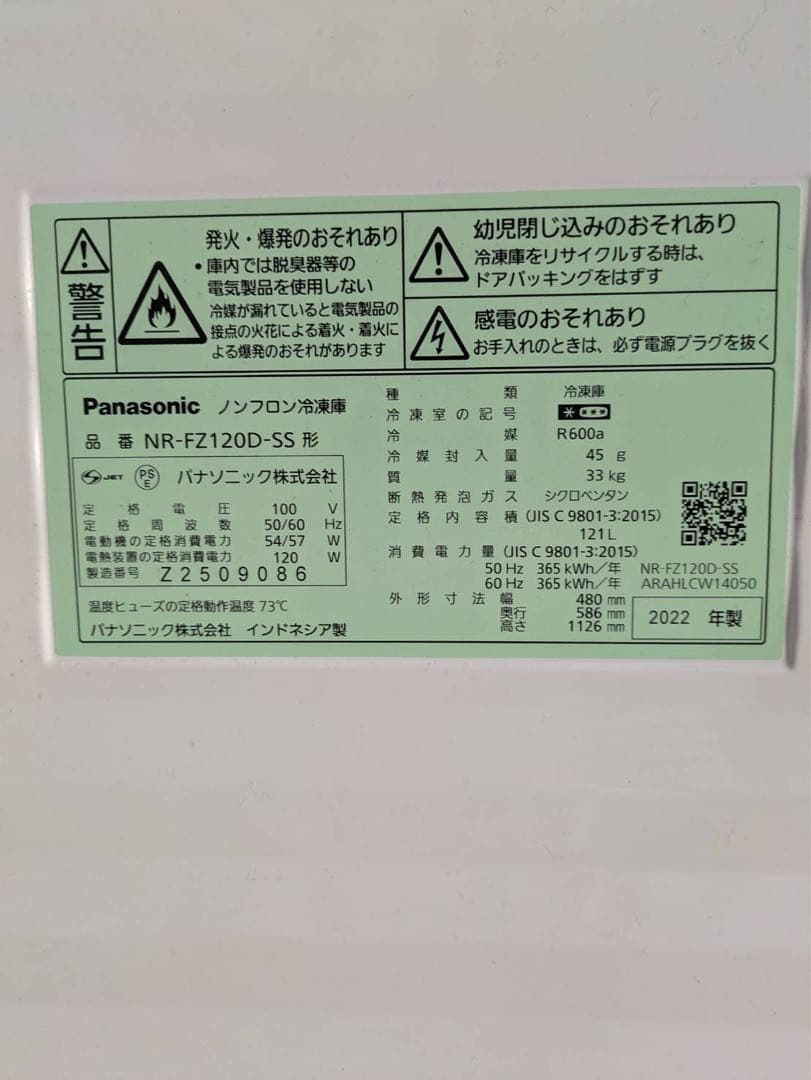 警告
発火・爆発のおそれあり
•庫内では脱臭器等の
電気製品を使用しない
冷媒が漏れていると電気製品の
接点の火花による着火・着火に
よる爆発のおそれがあります
幼児閉じ込みのおそれあり
冷凍庫をリサイクルする時は、
ドアパッキングをはずす
感電のおそれあり
お手入れのときは、必ず電源プラグを抜く
Panasonic ノンフロン冷凍庫
品番 NR-FZ120D-SS 形
JET PS E パナソニック株式会社
定格電圧 100 V
定格周波数 50/60 Hz
電動機の定格消費電力 54/57 W
電熱装置の定格消費電力 120 W
製造番号 Z2509086
温度ヒューズの定格動作温度 73℃
パナソニック株式会社 インドネシア製
種類 冷凍庫
冷凍室の記号
冷媒 R600a
冷媒封入量 45 g
質量 33 kg
断熱発泡ガス シクロペンタン
定格内容積 (JIS C 9801-3:2015)
121 L
消費電力量 (JIS C 9801-3:2015)
50 Hz 365 kWh/年 NR-FZ120D-SS
60 Hz 365 kWh/年 ARAHLCW14050
外形寸法 幅 480 mm
奥行 586 mm
高さ 1126 mm
2022 年製